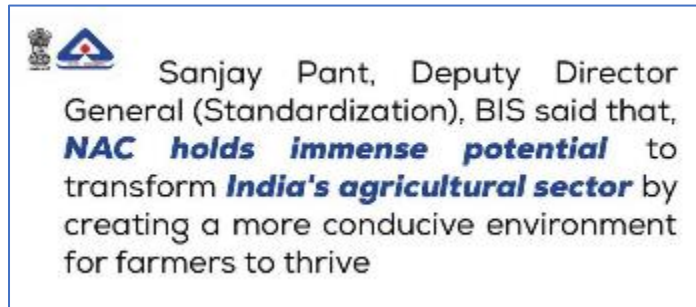 Sanjay Pant, Deputy Director
General (Standardization), BIS said that,
NAC holds immense potential to
transform India's agricultural sector by
creating a more conducive environment
for farmers to thrive